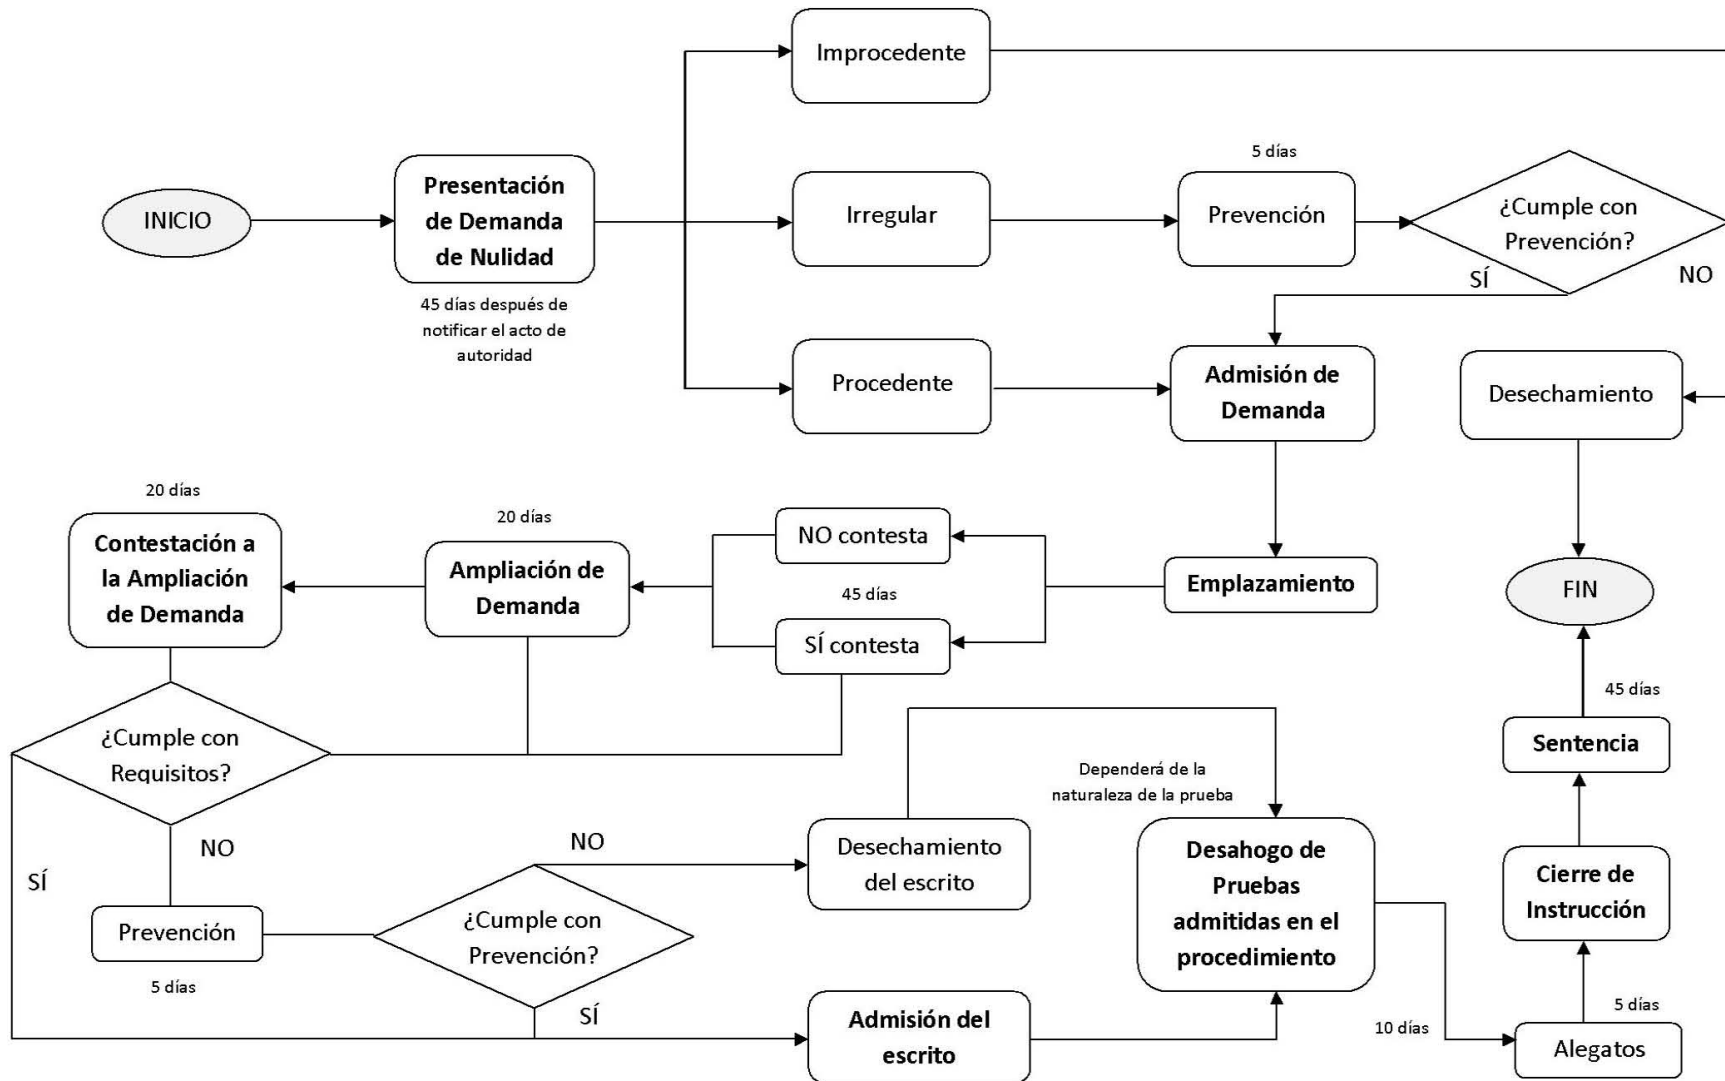 Improcedente
INICIO
Presentación
de Demanda
de Nulidad
45 días después de
notificar el acto de
autoridad
Irregular
5 días
Prevención
¿Cumple con
Prevención?
SÍ
NO
Procedente
Admisión de
Demanda
Desechamiento
20 días
Contestación a
la Ampliación
de Demanda
20 días
Ampliación de
Demanda
NO contesta
45 días
SÍ contesta
Emplazamiento
FIN
45 días
Sentencia
¿Cumple con
Requisitos?
NO
SÍ
Prevención
5 días
¿Cumple con
Prevención?
NO
SÍ
Desechamiento
del escrito
Dependerá de la
naturaleza de la prueba
Desahogo de
Pruebas
admitidas en el
procedimiento
Cierre de
Instrucción
Admisión del
escrito
10 días
5 días
Alegatos